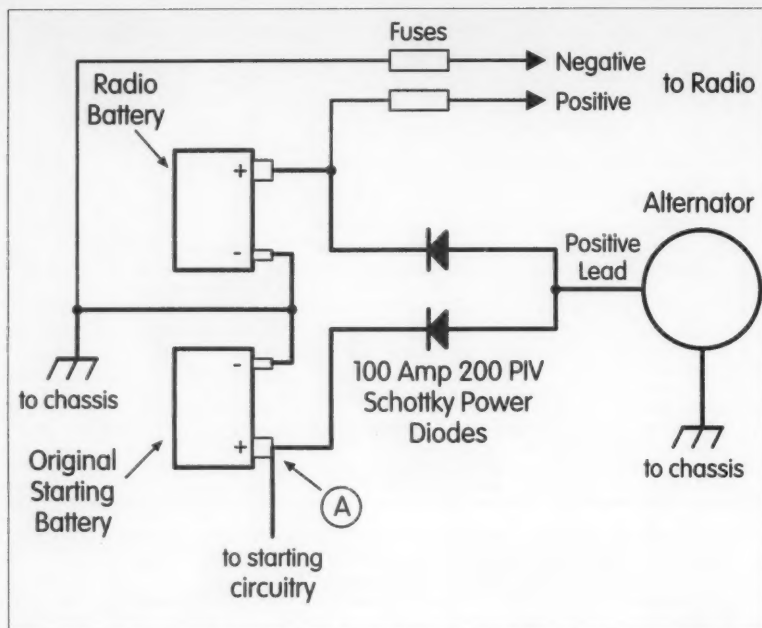 Fuses
Negative
to Radio
Positive
Radio
Battery
+
-
Alternator
Positive
Lead
100 Amp 200 PIV
Schottky Power
Diodes
-
+
to chassis
Original
Starting
Battery
A
to starting
circuitry
to chassis